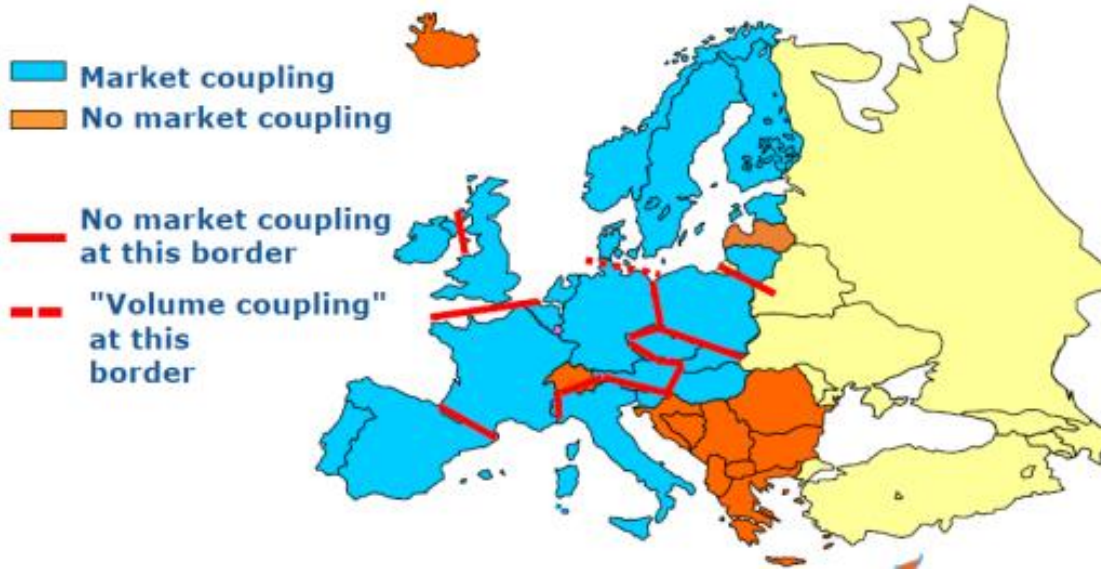 Market coupling
No market coupling
No market coupling
at this border
"Volume coupling"
at this
border